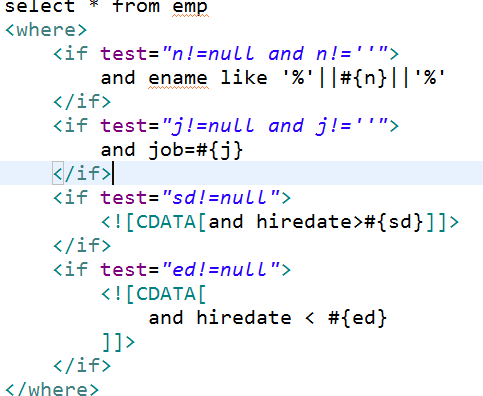 select * from emp
<where>
    <if test="n!=null and n!=''">
        and ename like '%'||#{n}||'%'
    </if>
    <if test="j!=null and j!=''">
        and job=#{j}
    </if>
    <if test="sd!=null">
        <![CDATA[and hiredate>#{sd}]]>
    </if>
    <if test="ed!=null">
        <![CDATA[
            and hiredate < #{ed}
        ]]>
    </if>
</where>